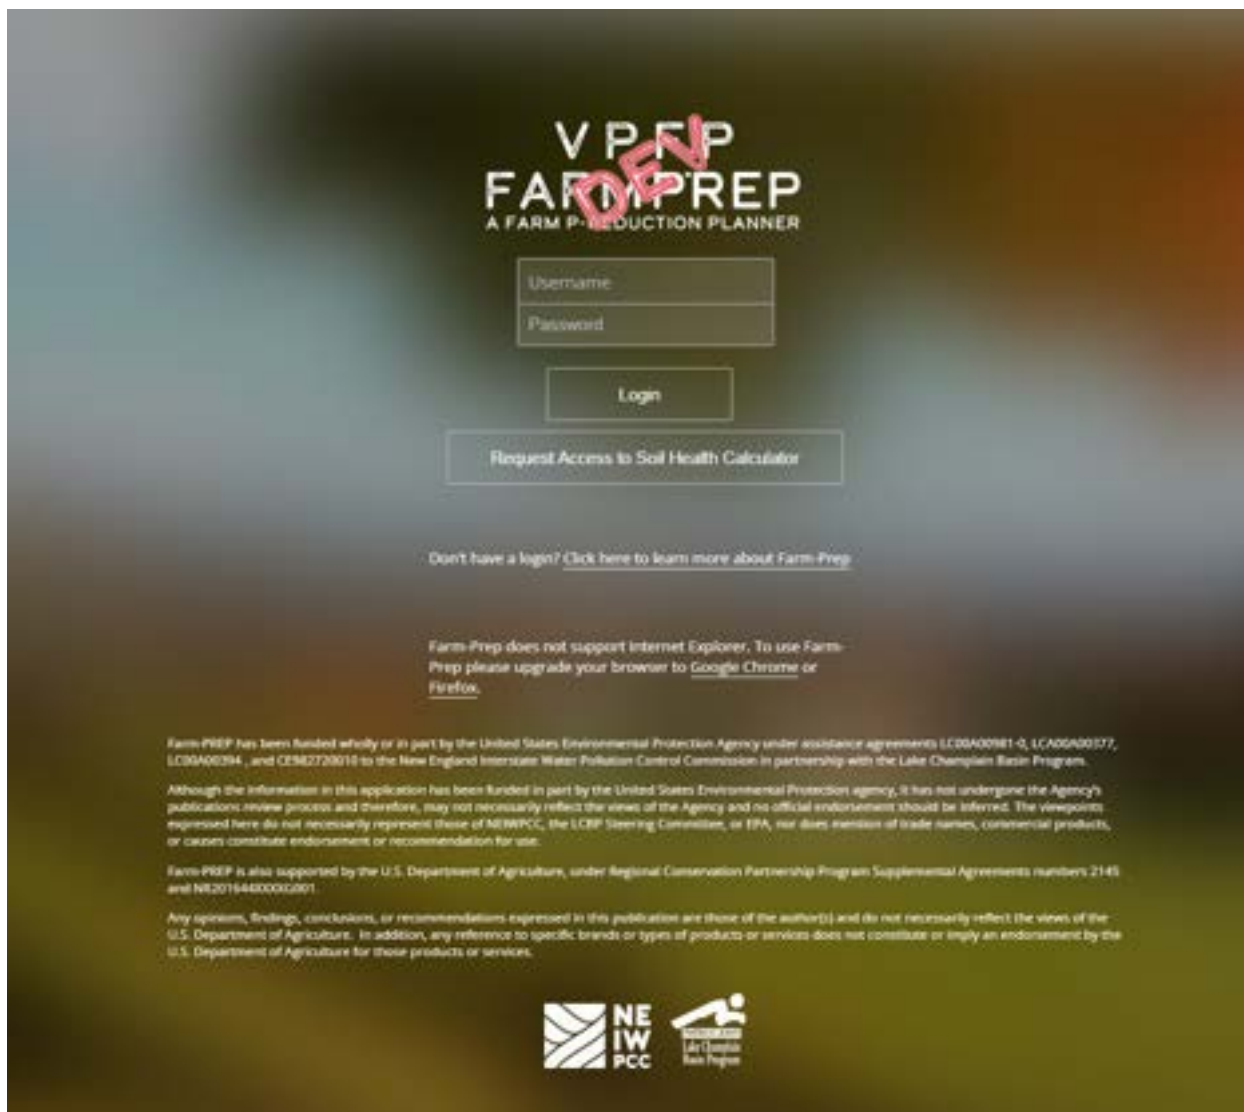 VPFP
DEV
FARMPREP
A FARM P-REDUCTION PLANNER
Username
Password
Login
Request Access to Soil Health Calculator
Don't have a login? Click here to learn more about Farm-Prep
Farm-Prep does not support Internet Explorer. To use Farm-
Prep please upgrade your browser to Google Chrome or
Firefox.
Farm-PREP has been funded wholly or in part by the United States Environmental Protection Agency under assistance agreements LC00A00981-0, LCA00A00377,
LC00A00394 , and CE982720010 to the New England Interstate Water Pollution Control Commission in partnership with the Lake Champlain Basin Program.
Although the information in this application has been funded in part by the United States Environmental Protection agency, it has not undergone the Agency's
publications review process and therefore, may not necessarily reflect the views of the Agency and no official endorsement should be inferred. The viewpoints
expressed here do not necessarily represent those of NEIWPCC, the LCBP Steering Committee, or EPA, nor does mention of trade names, commercial products,
or causes constitute endorsement or recommendation for use.
Farm-PREP is also supported by the U.S. Department of Agriculture, under Regional Conservation Partnership Program Supplemental Agreements numbers 2145
and
Any opinions, findings, conclusions, or recommendations expressed in this publication are those of the author(s) and do not necessarily reflect the views of the
U.S. Department of Agriculture. In addition, any reference to specific brands or types of products or services does not constitute or imply an endorsement by the
U.S. Department of Agriculture for those products or services.
NE
IW
PCC
Lake Champlain
Basin Program